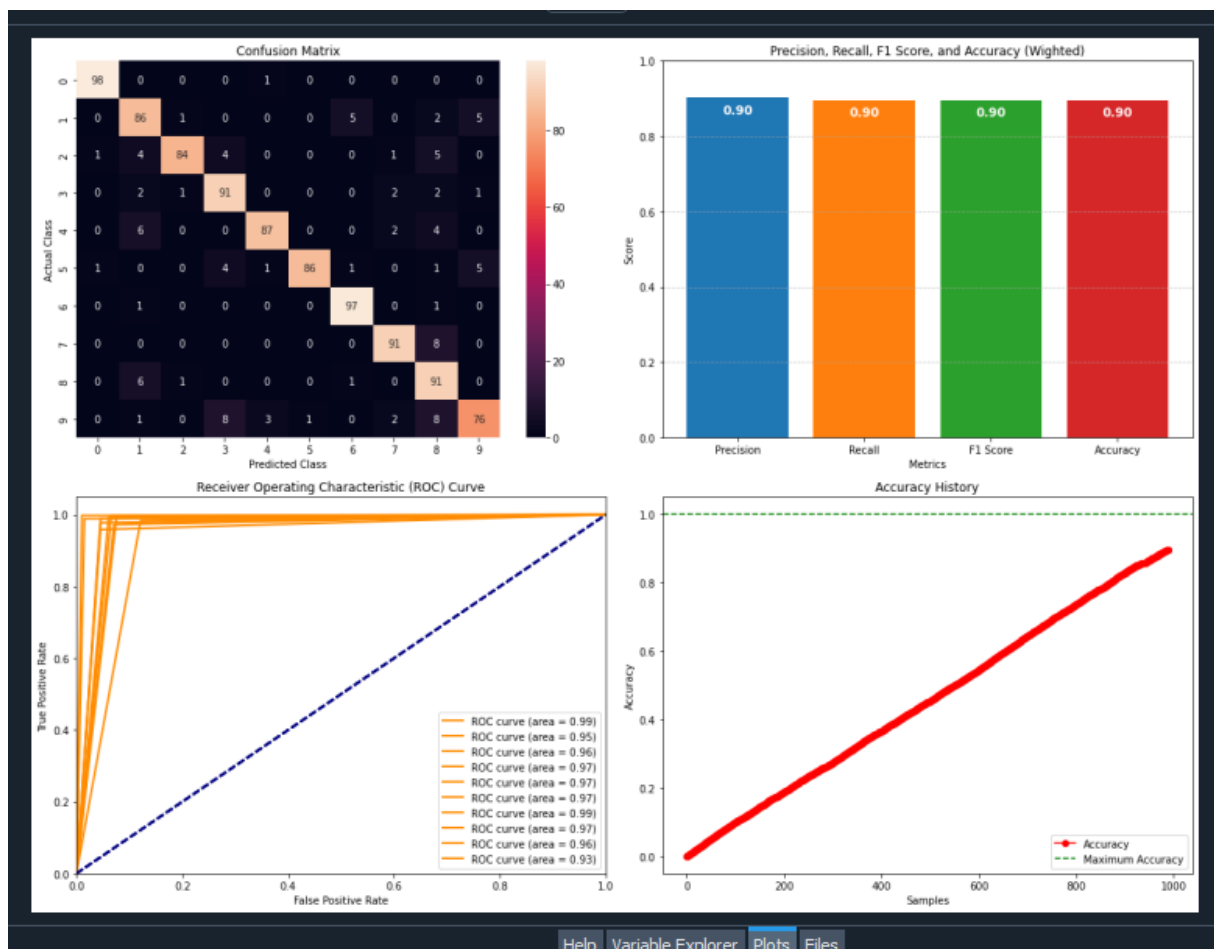 Confusion Matrix
Actual Class
0 98 0 0 0 1 0 0 0 0 0
1 0 86 1 0 0 0 5 0 2 5
2 1 4 84 4 0 0 0 1 5 0
3 0 2 1 91 0 0 0 2 2 1
4 0 6 0 0 87 0 0 2 4 0
5 1 0 0 4 1 86 1 0 1 5
6 0 1 0 0 0 0 97 0 1 0
7 0 0 0 0 0 0 0 91 8 0
8 0 6 1 0 0 0 1 0 91 0
9 0 1 0 8 3 1 0 2 8 76
0 1 2 3 4 5 6 7 8 9
Predicted Class
80
60
40
20
0
Precision, Recall, F1 Score, and Accuracy (Wighted)
Score
1.0
0.8
0.6
0.4
0.2
0.0
0.90 0.90 0.90 0.90
Precision Recall F1 Score Accuracy
Metrics
Receiver Operating Characteristic (ROC) Curve
True Positive Rate
1.0
0.8
0.6
0.4
0.2
0.0
ROC curve (area = 0.99)
ROC curve (area = 0.95)
ROC curve (area = 0.96)
ROC curve (area = 0.97)
ROC curve (area = 0.97)
ROC curve (area = 0.97)
ROC curve (area = 0.99)
ROC curve (area = 0.97)
ROC curve (area = 0.96)
ROC curve (area = 0.93)
0.0 0.2 0.4 0.6 0.8 1.0
False Positive Rate
Accuracy History
Accuracy
1.0
0.8
0.6
0.4
0.2
0.0
Accuracy
Maximum Accuracy
0 200 400 600 800 1000
Samples
Help Variable Explorer Plots Files